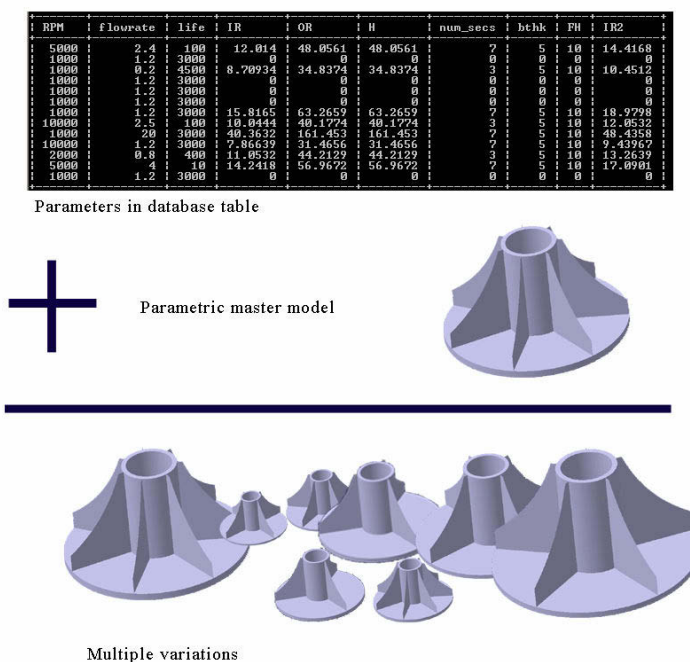 RPM | flowrate | life | IR | OR | H | num_secs | bthk | FH | IR2
5000 | 2.4 | 100 | 12.014 | 48.0561 | 48.0561 | 7 | 5 | 10 | 14.4168
1000 | 1.2 | 3000 | 0 | 0 | 0 | 0 | 0 | 0 | 0
1000 | 0.2 | 4500 | 8.70934 | 34.8374 | 34.8374 | 3 | 5 | 10 | 10.4512
1000 | 1.2 | 3000 | 0 | 0 | 0 | 0 | 0 | 0 | 0
1000 | 1.2 | 3000 | 0 | 0 | 0 | 0 | 0 | 0 | 0
1000 | 1.2 | 3000 | 0 | 0 | 0 | 0 | 0 | 0 | 0
1000 | 1.2 | 3000 | 15.8165 | 63.2659 | 63.2659 | 7 | 5 | 10 | 18.9798
10000 | 2.5 | 100 | 10.0444 | 40.1774 | 40.1774 | 3 | 5 | 10 | 12.0532
1000 | 20 | 3000 | 40.3632 | 161.453 | 161.453 | 7 | 5 | 10 | 48.4358
10000 | 1.2 | 3000 | 7.86639 | 31.4656 | 31.4656 | 7 | 5 | 10 | 9.43967
2000 | 0.8 | 400 | 11.0532 | 44.2129 | 44.2129 | 3 | 5 | 10 | 13.2639
5000 | 4 | 10 | 14.2418 | 56.9672 | 56.9672 | 7 | 5 | 10 | 17.0901
1000 | 1.2 | 3000 | 0 | 0 | 0 | 0 | 0 | 0 | 0
Parameters in database table
Parametric master model
Multiple variations